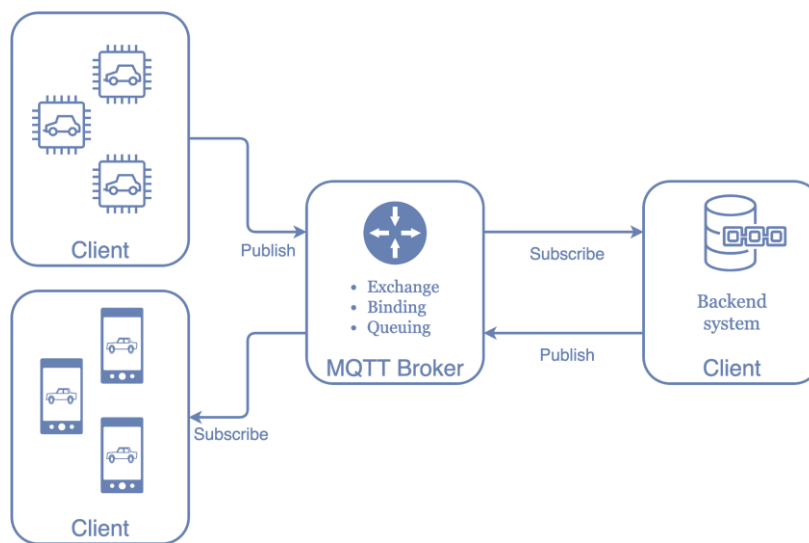 Client
Publish
• Exchange
• Binding
• Queuing
MQTT Broker
Subscribe
Publish
Backend
system
Client
Subscribe
Client